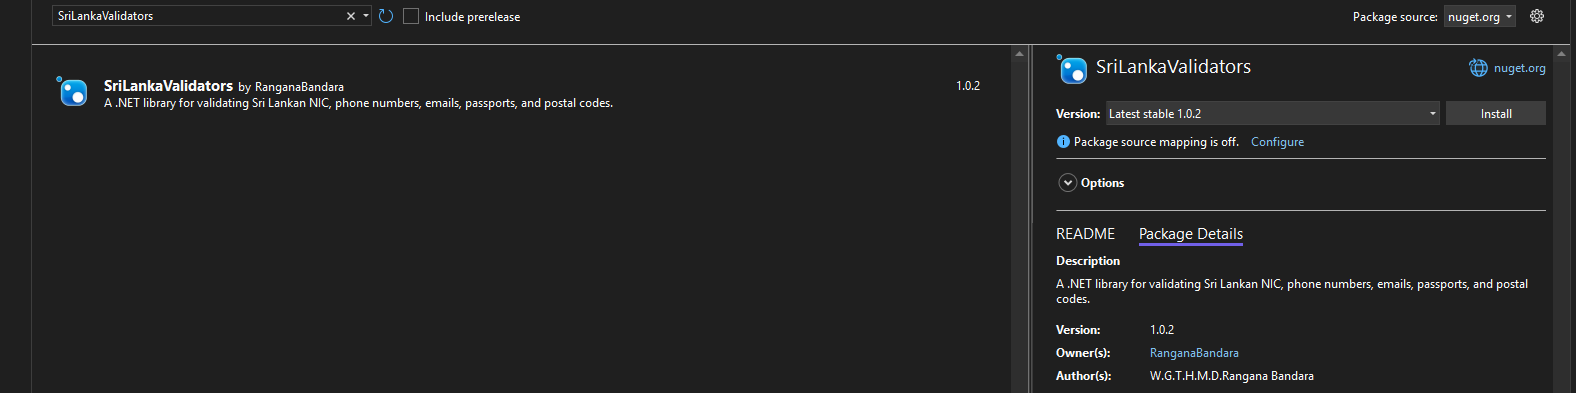 SriLankaValidators
Include prerelease
Package source: nuget.org
SriLankaValidators by RanganaBandara 1.0.2
A .NET library for validating Sri Lankan NIC, phone numbers, emails, passports, and postal codes.
SriLankaValidators
nuget.org
Version: Latest stable 1.0.2 Install
Package source mapping is off. Configure
Options
README Package Details
Description
A .NET library for validating Sri Lankan NIC, phone numbers, emails, passports, and postal
codes.
Version: 1.0.2
Owner(s): RanganaBandara
Author(s): W.G.T.H.M.D.Rangana Bandara